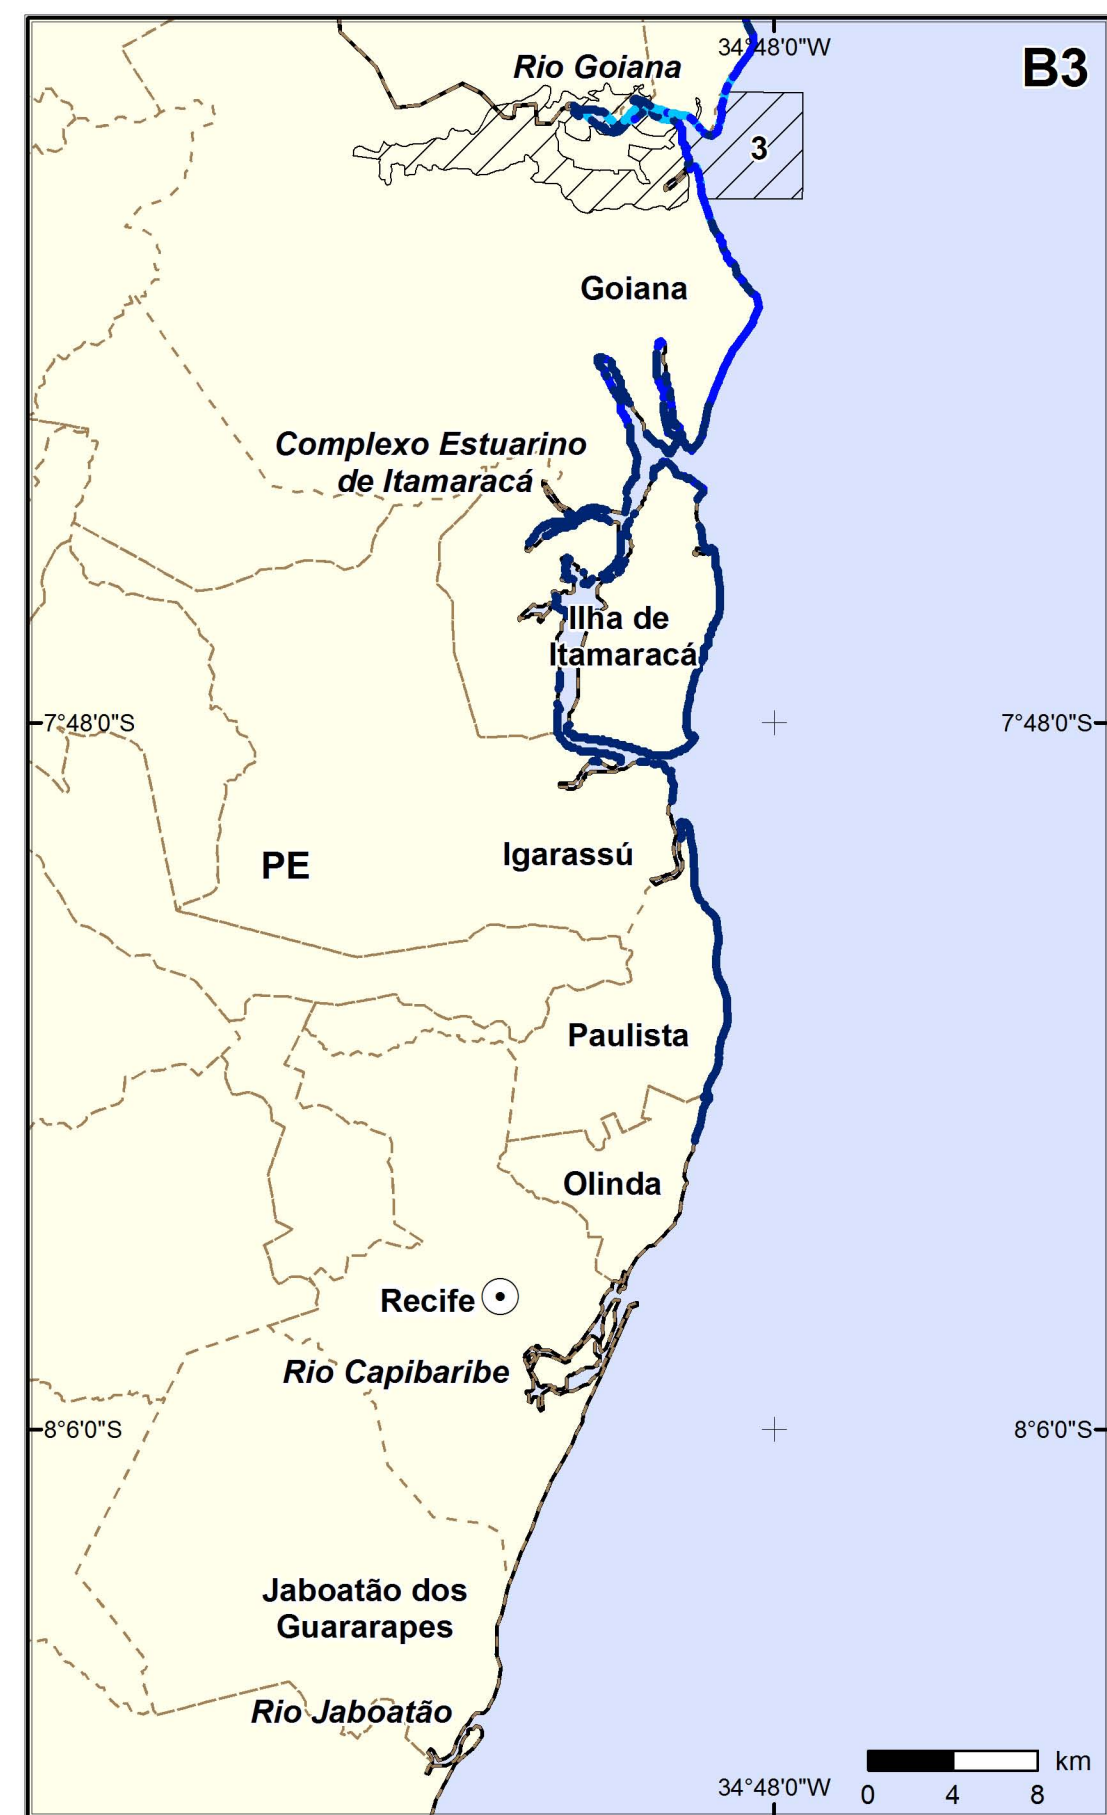 34°48'0"W
B3
Rio Goiana
3
Goiana
Complexo Estuarino
de Itamaracá
Ilha de
Itamaracá
7°48'0"S
7°48'0"S
Igarassú
PE
Paulista
Olinda
Recife
Rio Capibaribe
8°6'0"S
8°6'0"S
Jaboatão dos
Guararapes
Rio Jaboatão
km
34°48'0"W
0 4 8